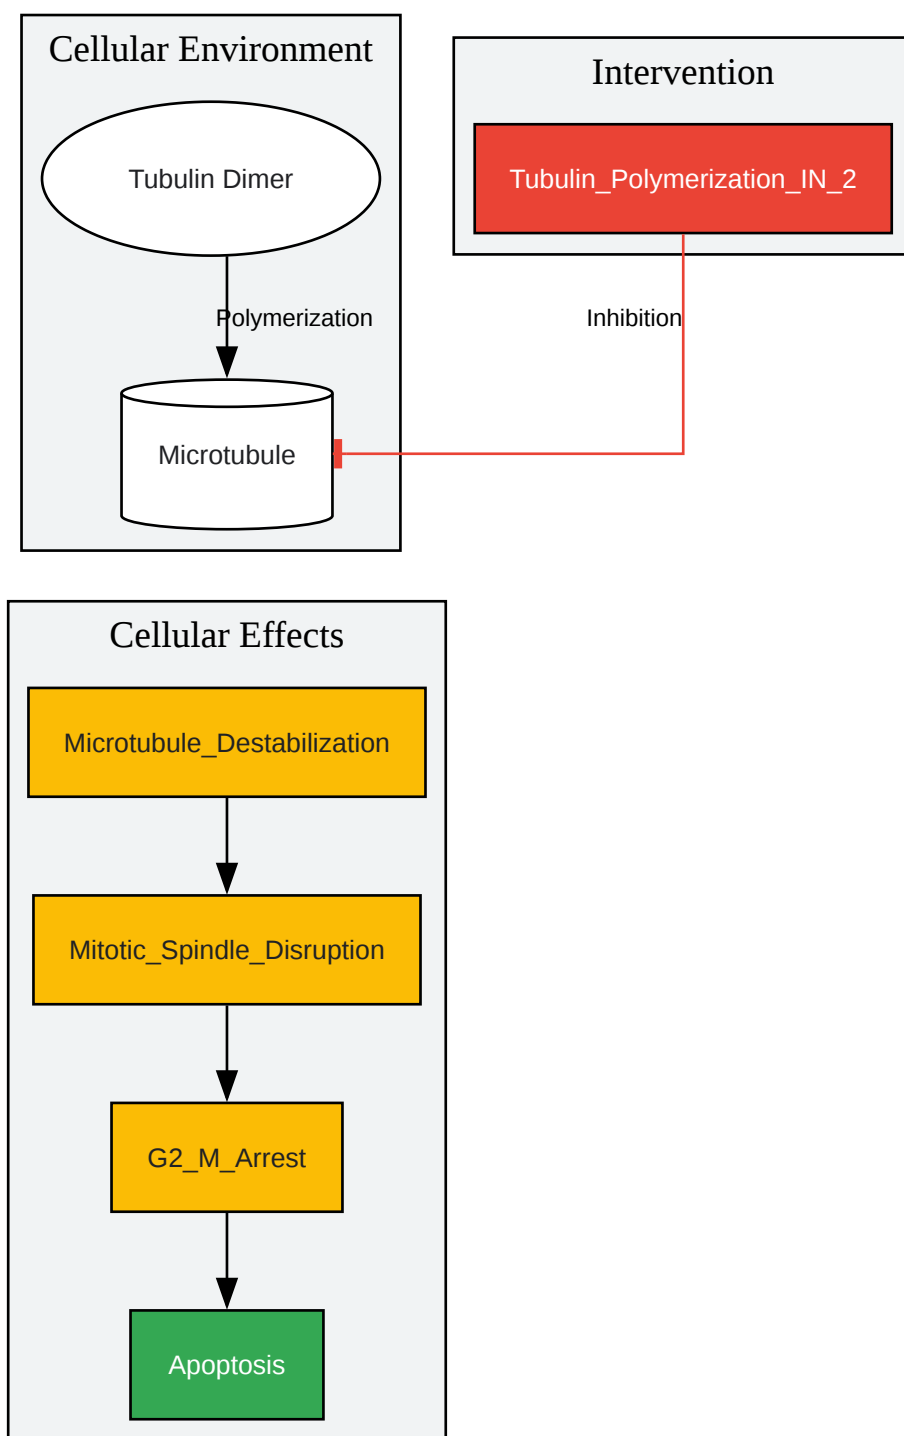 Cellular Environment
Intervention
Tubulin Dimer
Tubulin_Polymerization_IN_2
Polymerization
Inhibition
Microtubule
Cellular Effects
Microtubule_Destabilization
Mitotic_Spindle_Disruption
G2_M_Arrest
Apoptosis